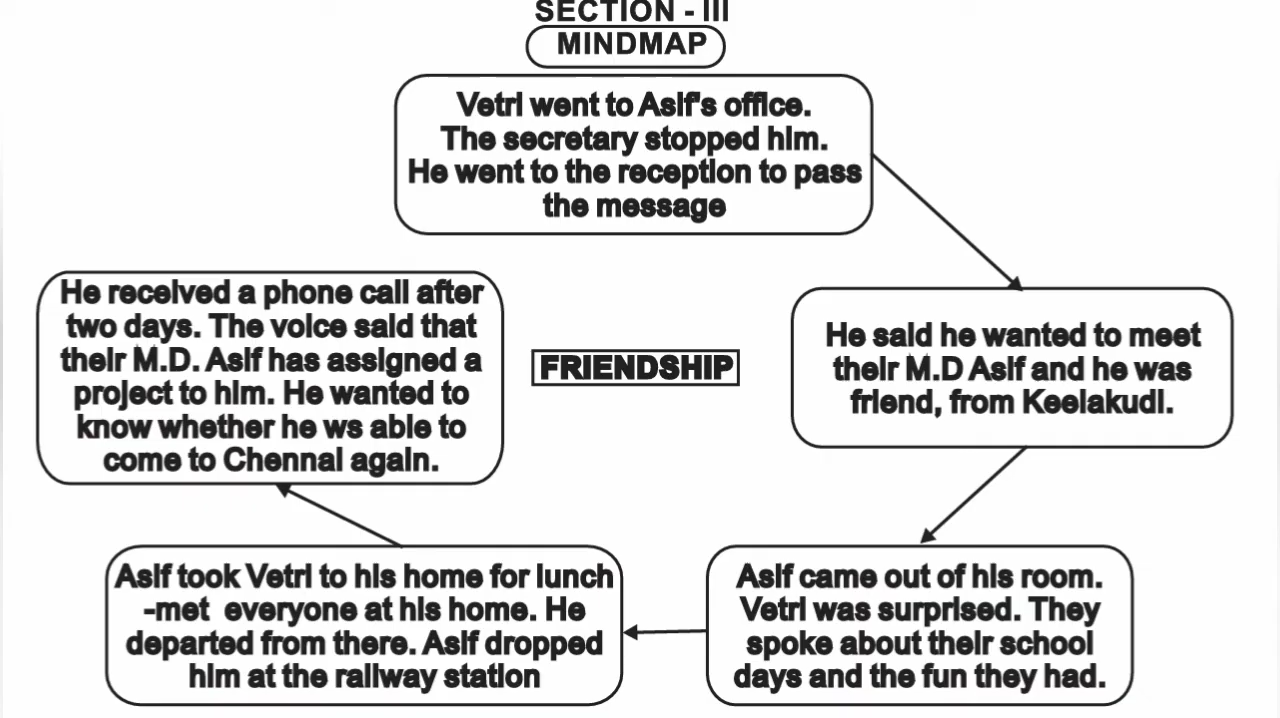 SECTION - III
MINDMAP
Vetri went to Asif's office.
The secretary stopped him.
He went to the reception to pass
the message
He said he wanted to meet
their M.D Asif and he was
friend, from Keelakudi.
Asif came out of his room.
Vetri was surprised. They
spoke about their school
days and the fun they had.
Asif took Vetri to his home for lunch
-met everyone at his home. He
departed from there. Asif dropped
him at the railway station
He received a phone call after
two days. The voice said that
their M.D. Asif has assigned a
project to him. He wanted to
know whether he ws able to
come to Chennai again.
FRIENDSHIP